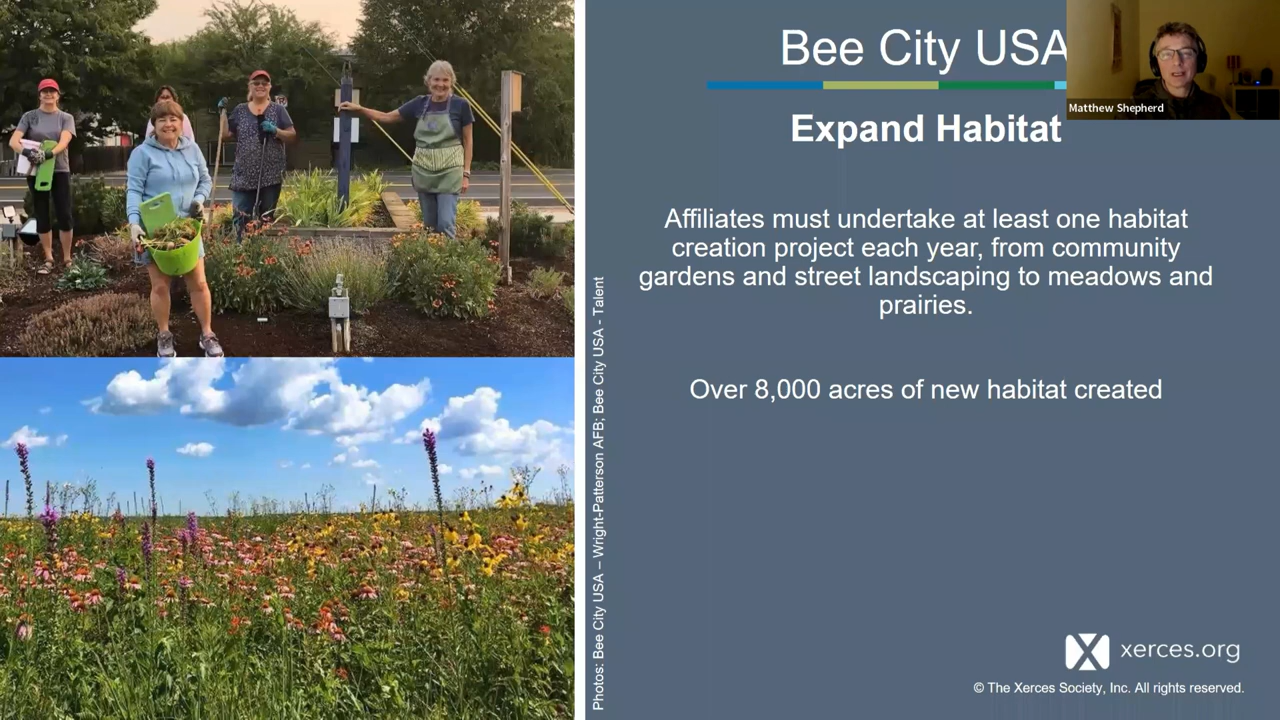 Bee City USA
Matthew Shepherd
Expand Habitat
Affiliates must undertake at least one habitat
creation project each year, from community
gardens and street landscaping to meadows and
prairies.
Over 8,000 acres of new habitat created
Photos: Bee City USA – Wright-Patterson AFB; Bee City USA - Talent
xerces.org
© The Xerces Society, Inc. All rights reserved.